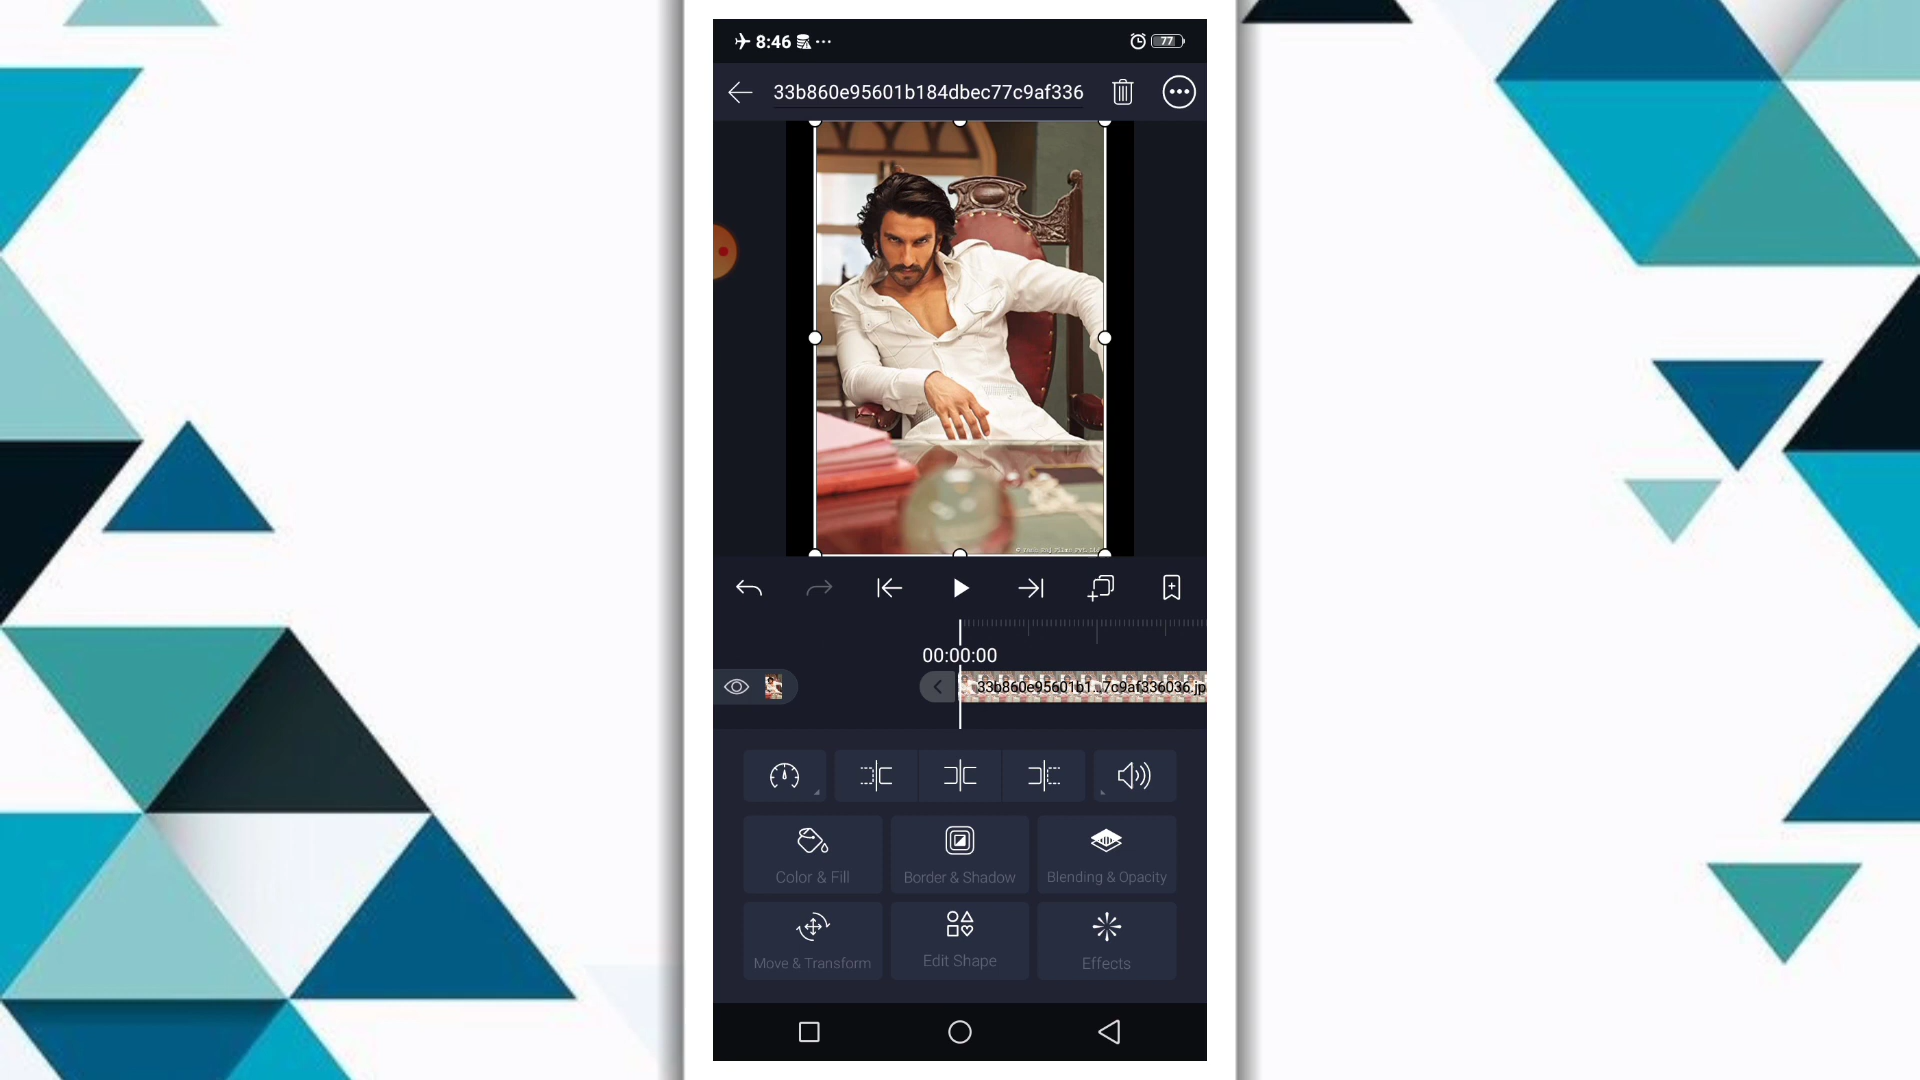 8:46
77
33b860e95601b184dbec77c9af336
00:00:00
33b860e95601b1...7c9af336036.jp
Color & Fill
Border & Shadow
Blending & Opacity
Move & Transform
Edit Shape
Effects